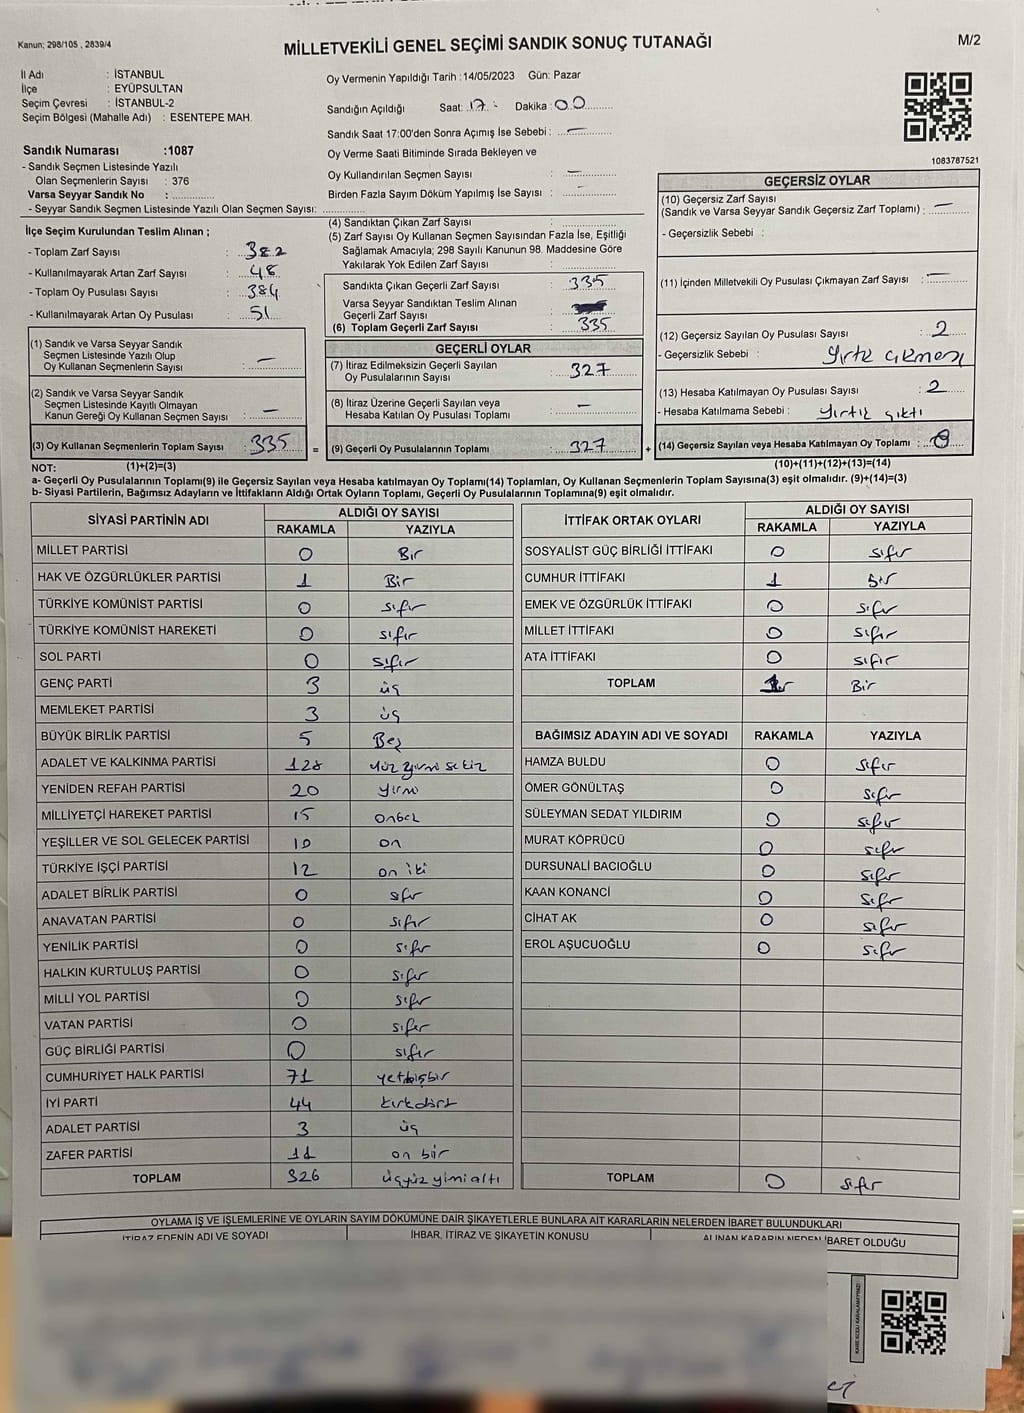 Kanun; 298/105 , 2839/4
MİLLETVEKİLİ GENEL SEÇİMİ SANDIK SONUÇ TUTANAĞI
M/2
İl Adı : İSTANBUL
İlçe : EYÜPSULTAN
Seçim Çevresi : İSTANBUL-2
Seçim Bölgesi (Mahalle Adı) : ESENTEPE MAH.
Sandık Numarası :1087
- Sandık Seçmen Listesinde Yazılı
Olan Seçmenlerin Sayısı : 376
Varsa Seyyar Sandık No :
- Seyyar Sandık Seçmen Listesinde Yazılı Olan Seçmen Sayısı:
Oy Vermenin Yapıldığı Tarih :14/05/2023 Gün: Pazar
Sandığın Açıldığı Saat: 17 Dakika : 00
Sandık Saat 17:00'den Sonra Açımış İse Sebebi : —
Oy Verme Saati Bitiminde Sırada Bekleyen ve
Oy Kullandırılan Seçmen Sayısı : —
Birden Fazla Sayım Döküm Yapılmış İse Sayısı : -
1083787521
İlçe Seçim Kurulundan Teslim Alınan ;
- Toplam Zarf Sayısı : 382
- Kullanılmayarak Artan Zarf Sayısı : 48
- Toplam Oy Pusulası Sayısı : 384
- Kullanılmayarak Artan Oy Pusulası : 51
(1) Sandık ve Varsa Seyyar Sandık
Seçmen Listesinde Yazılı Olup
Oy Kullanan Seçmenlerin Sayısı : —
(2) Sandık ve Varsa Seyyar Sandık
Seçmen Listesinde Kayıtlı Olmayan
Kanun Gereği Oy Kullanan Seçmen Sayısı : —
(3) Oy Kullanan Seçmenlerin Toplam Sayısı : 335 =
(4) Sandıktan Çıkan Zarf Sayısı :
(5) Zarf Sayısı Oy Kullanan Seçmen Sayısından Fazla İse, Eşitliği
Sağlamak Amacıyla; 298 Sayılı Kanunun 98. Maddesine Göre
Yakılarak Yok Edilen Zarf Sayısı :
Sandıkta Çıkan Geçerli Zarf Sayısı : 335
Varsa Seyyar Sandıktan Teslim Alınan
Geçerli Zarf Sayısı :
(6) Toplam Geçerli Zarf Sayısı : 335
GEÇERLİ OYLAR
(7) İtiraz Edilmeksizin Geçerli Sayılan
Oy Pusulalarının Sayısı : 327
(8) İtiraz Üzerine Geçerli Sayılan veya
Hesaba Katılan Oy Pusulası Toplamı : —
(9) Geçerli Oy Pusulalarının Toplamı : 327 +
GEÇERSİZ OYLAR
(10) Geçersiz Zarf Sayısı
(Sandık ve Varsa Seyyar Sandık Geçersiz Zarf Toplamı) : —
- Geçersizlik Sebebi :
(11) İçinden Milletvekili Oy Pusulası Çıkmayan Zarf Sayısı : —
(12) Geçersiz Sayılan Oy Pusulası Sayısı : 2
- Geçersizlik Sebebi : Yırtık çıkması
(13) Hesaba Katılmayan Oy Pusulası Sayısı : 2
- Hesaba Katılmama Sebebi : Yırtık çıktı
(14) Geçersiz Sayılan veya Hesaba Katılmayan Oy Toplamı : 8
NOT: (1)+(2)=(3)
(10)+(11)+(12)+(13)=(14)
a- Geçerli Oy Pusulalarının Toplamı(9) ile Geçersiz Sayılan veya Hesaba katılmayan Oy Toplamı(14) Toplamları, Oy Kullanan Seçmenlerin Toplam Sayısına(3) eşit olmalıdır. (9)+(14)=(3)
b- Siyasi Partilerin, Bağımsız Adayların ve İttifakların Aldığı Ortak Oyların Toplamı, Geçerli Oy Pusulalarının Toplamına(9) eşit olmalıdır.
SİYASİ PARTİNİN ADI ALDIĞI OY SAYISI
RAKAMLA YAZIYLA
MİLLET PARTİSİ 0 Bir
HAK VE ÖZGÜRLÜKLER PARTİSİ 1 Bir
TÜRKİYE KOMÜNİST PARTİSİ 0 sıfır
TÜRKİYE KOMÜNİST HAREKETİ 0 sıfır
SOL PARTİ 0 sıfır
GENÇ PARTİ 3 üç
MEMLEKET PARTİSİ 3 üç
BÜYÜK BİRLİK PARTİSİ 5 Beş
ADALET VE KALKINMA PARTİSİ 128 yüz yirmi sekiz
YENİDEN REFAH PARTİSİ 20 yirmi
MİLLİYETÇİ HAREKET PARTİSİ 15 onbeş
YEŞİLLER VE SOL GELECEK PARTİSİ 10 on
TÜRKİYE İŞÇİ PARTİSİ 12 on iki
ADALET BİRLİK PARTİSİ 0 sıfır
ANAVATAN PARTİSİ 0 sıfır
YENİLİK PARTİSİ 0 sıfır
HALKIN KURTULUŞ PARTİSİ 0 sıfır
MİLLİ YOL PARTİSİ 0 sıfır
VATAN PARTİSİ 0 sıfır
GÜÇ BİRLİĞİ PARTİSİ 0 sıfır
CUMHURİYET HALK PARTİSİ 71 yetmişbir
İYİ PARTİ 44 kırkdört
ADALET PARTİSİ 3 üç
ZAFER PARTİSİ 11 on bir
TOPLAM 326 üçyüz yimialtı
İTTİFAK ORTAK OYLARI ALDIĞI OY SAYISI
RAKAMLA YAZIYLA
SOSYALİST GÜÇ BİRLİĞİ İTTİFAKI 0 sıfır
CUMHUR İTTİFAKI 1 Bir
EMEK VE ÖZGÜRLÜK İTTİFAKI 0 sıfır
MİLLET İTTİFAKI 0 sıfır
ATA İTTİFAKI 0 sıfır
TOPLAM 1 Bir
BAĞIMSIZ ADAYIN ADI VE SOYADI RAKAMLA YAZIYLA
HAMZA BULDU 0 sıfır
ÖMER GÖNÜLTAŞ 0 sıfır
SÜLEYMAN SEDAT YILDIRIM 0 sıfır
MURAT KÖPRÜCÜ 0 sıfır
DURSUNALİ BACIOĞLU 0 sıfır
KAAN KONANCİ 0 sıfır
CİHAT AK 0 sıfır
EROL AŞUCUOĞLU 0 sıfır
TOPLAM 0 sıfır
OYLAMA İŞ VE İŞLEMLERİNE VE OYLARIN SAYIM DÖKÜMÜNE DAİR ŞİKAYETLERLE BUNLARA AİT KARARLARIN NELERDEN İBARET BULUNDUKLARI
İTİRAZ EDENİN ADI VE SOYADI İHBAR, İTİRAZ VE ŞİKAYETİN KONUSU ALINAN KARARIN NEDEN İBARET OLDUĞU